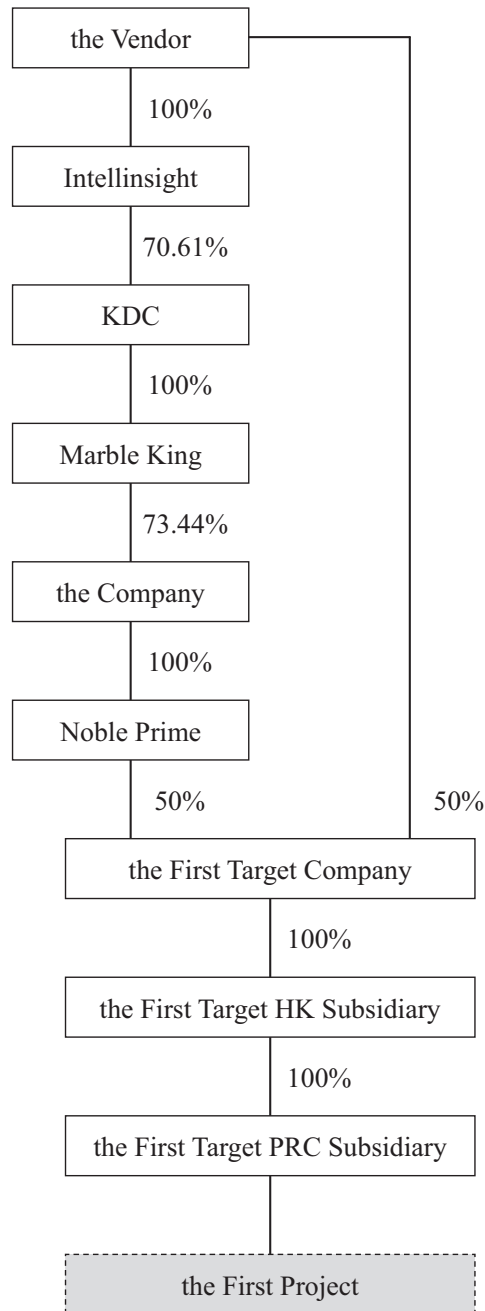 the Vendor
100%
Intellinsight
70.61%
KDC
100%
Marble King
73.44%
the Company
100%
Noble Prime
50%
50%
the First Target Company
100%
the First Target HK Subsidiary
100%
the First Target PRC Subsidiary
the First Project